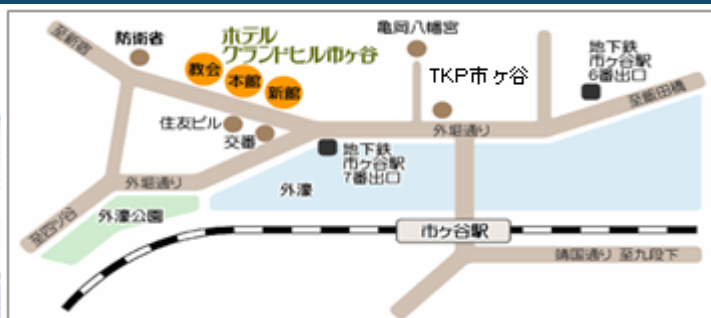 至新宿
防衛省
ホテル
グランドヒル市ヶ谷
教会
本館
新館
亀岡八幡宮
TKP市ヶ谷
地下鉄
市ヶ谷駅
6番出口
至飯田橋
住友ビル
交番
外堀通り
地下鉄
市ヶ谷駅
7番出口
外堀通り
外濠
至四ツ谷
外濠公園
市ヶ谷駅
靖国通り 至九段下